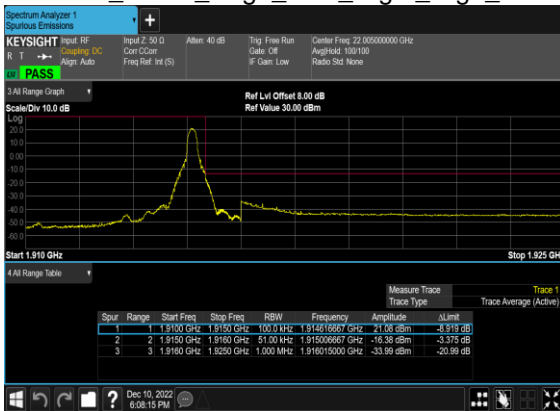 Spectrum Analyzer 1
Spurious Emissions
KEYSIGHT
R T
PASS
Input: RF
Coupling: DC
Align: Auto
Input Z: 50 Ω
Corr CCorr
Freq Ref: Int (S)
Atten: 40 dB
Trig: Free Run
Gate: Off
IF Gain: Low
Center Freq: 22.005000000 GHz
Avg|Hold: 100/100
Radio Std: None
3 All Range Graph
Scale/Div 10.0 dB
Ref Lvl Offset 8.00 dB
Ref Value 30.00 dBm
Log
20.0
10.0
0.00
-10.0
-20.0
-30.0
-40.0
-50.0
-60.0
Start 1.910 GHz
Stop 1.925 GH
4 All Range Table
Measure Trace Trace 1
Trace Type Trace Average (Active)
Spur Range Start Freq Stop Freq RBW Frequency Amplitude ΔLimit
1 1 1.9100 GHz 1.9150 GHz 100.0 kHz 1.914616667 GHz 21.08 dBm -8.919 dB
2 2 1.9150 GHz 1.9160 GHz 51.00 kHz 1.915006667 GHz -16.38 dBm -3.375 dB
3 3 1.9160 GHz 1.9250 GHz 1.000 MHz 1.916015000 GHz -33.99 dBm -20.99 dB
Dec 10, 2022
6:08:15 PM